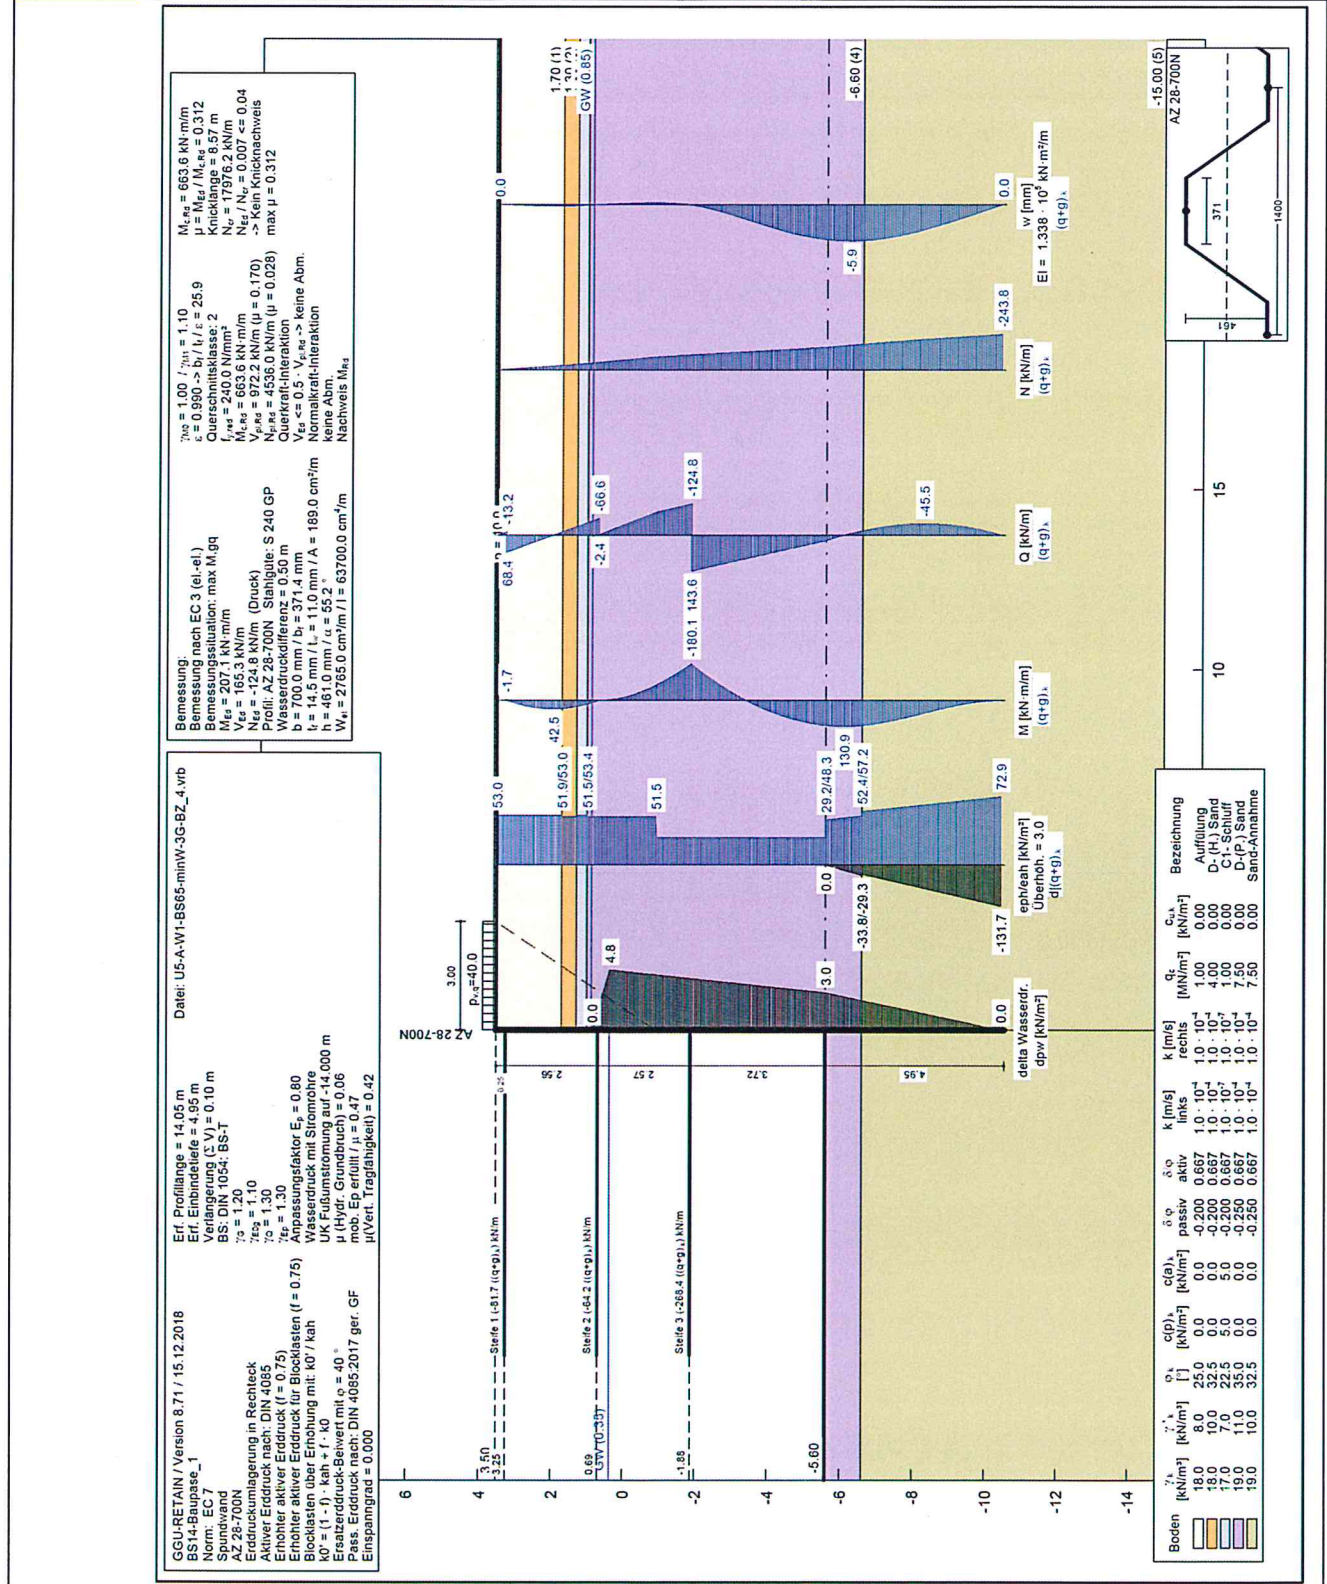 GGU-RETAIN / Version 8.71 / 15.12.2018
BS14-Baupase_1
Norm: EC 7
Spundwand
AZ 28-700N
Erddruckumlagerung in Rechteck
Aktiver Erddruck nach: DIN 4085
Erhöhter aktiver Erddruck (f = 0.75)
Erhöhter aktiver Erddruck für Blocklasten (f = 0.75)
Blocklasten über Erhöhung mit: k0' / kah
k0' = (1 - f) · kah + f · k0
Ersatzerddruck-Beiwert mit φ = 40 °
Pass. Erddruck nach: DIN 4085:2017 ger. GF
Einspanngrad = 0.000
Erf. Profillänge = 14.05 m
Erf. Einbindetiefe = 4.95 m
Verlängerung (Σ V) = 0.10 m
BS: DIN 1054: BS-T
γG = 1.20
γE0g = 1.10
γQ = 1.30
γEp = 1.30
Anpassungsfaktor Ep = 0.80
Wasserdruck mit Stromröhre
UK Fußumströmung auf -14.000 m
μ (Hydr. Grundbruch) = 0.06
mob. Ep erfüllt / μ = 0.47
μ(Vert. Tragfähigkeit) = 0.42
Datei: U5-A-W1-BS65-minW-3G-BZ_4.vrb
Bemessung:
Bemessung nach EC 3 (el.-el.)
Bemessungssituation: max M,gq
MEd = 207.1 kN·m/m
VEd = 165.3 kN/m
NEd = -124.8 kN/m (Druck)
Profil: AZ 28-700N Stahlgüte: S 240 GP
Wasserdruckdifferenz = 0.50 m
b = 700.0 mm / bf = 371.4 mm
tf = 14.5 mm / tw = 11.0 mm / A = 189.0 cm²/m
h = 461.0 mm / α = 55.2 °
Wel = 2765.0 cm³/m / I = 63700.0 cm⁴/m
γM0 = 1.00 / γM1 = 1.10
ε = 0.990 -> bf / tf / ε = 25.9
Querschnittsklasse: 2
fy,red = 240.0 N/mm²
Mc,Rd = 663.6 kN·m/m
Vpl,Rd = 972.2 kN/m (μ = 0.170)
Npl,Rd = 4536.0 kN/m (μ = 0.028)
Querkraft-Interaktion
VEd <= 0.5 · Vpl,Rd -> keine Abm.
Normalkraft-Interaktion
keine Abm.
Nachweis MRd
Mc,Rd = 663.6 kN·m/m
μ = MEd / Mc,Rd = 0.312
Knicklänge = 8.57 m
Ncr = 17976.2 kN/m
NEd / Ncr = 0.007 <= 0.04
-> Kein Knicknachweis
max μ = 0.312
3.00
pv,q=40.0
AZ 28-700N
3.50
3.25
0.69
GW (0.35)
-1.88
-5.60
Steife 1 (-81.7 ((q+g)k) kN/m
Steife 2 (-64.2 ((q+g)k) kN/m
Steife 3 (-268.4 ((q+g)k) kN/m
0.25
2.56
2.57
3.72
4.95
0.0
4.8
3.0
0.0
delta Wasserdr.
dpw [kN/m²]
53.0
51.9/53.0
51.5/53.4
51.5
29.2/48.3
52.4/57.2
72.9
0.0
-33.8/-29.3
-131.7
eph/eah [kN/m²]
Überhöh. = 3.0
d|(q+g)k
-1.7
42.5
-180.1
130.9
M [kN·m/m]
(q+g)k
-13.2
68.4
-66.6
-2.4
-124.8
143.6
-45.5
Q [kN/m]
(q+g)k
-243.8
N [kN/m]
(q+g)k
0.0
-5.9
0.0
w [mm]
EI = 1.338 · 10⁵ kN·m²/m
(q+g)k
1.70 (1)
GW (0.85)
-6.60 (4)
-15.00 (5)
6
4
2
0
-2
-4
-6
-8
-10
-12
-14
10
15
AZ 28-700N
371
461
1400
Boden γk [kN/m³] γ'k [kN/m³] φk [°] c(p)k [kN/m²] c(a)k [kN/m²] δ/φ passiv δ/φ aktiv k [m/s] links k [m/s] rechts qc [MN/m²] cu,k [kN/m²] Bezeichnung
18.0 8.0 25.0 0.0 0.0 -0.200 0.667 1.0 · 10⁻⁴ 1.0 · 10⁻⁴ 1.00 0.00 Auffüllung
18.0 10.0 32.5 0.0 0.0 -0.200 0.667 1.0 · 10⁻⁴ 1.0 · 10⁻⁴ 4.00 0.00 D- (H.) Sand
17.0 7.0 22.5 5.0 5.0 -0.200 0.667 1.0 · 10⁻⁷ 1.0 · 10⁻⁷ 1.00 0.00 C1- Schluff
19.0 11.0 35.0 0.0 0.0 -0.250 0.667 1.0 · 10⁻⁴ 1.0 · 10⁻⁴ 7.50 0.00 D-(P.) Sand
19.0 10.0 32.5 0.0 0.0 -0.250 0.667 1.0 · 10⁻⁴ 1.0 · 10⁻⁴ 7.50 0.00 Sand-Annahme